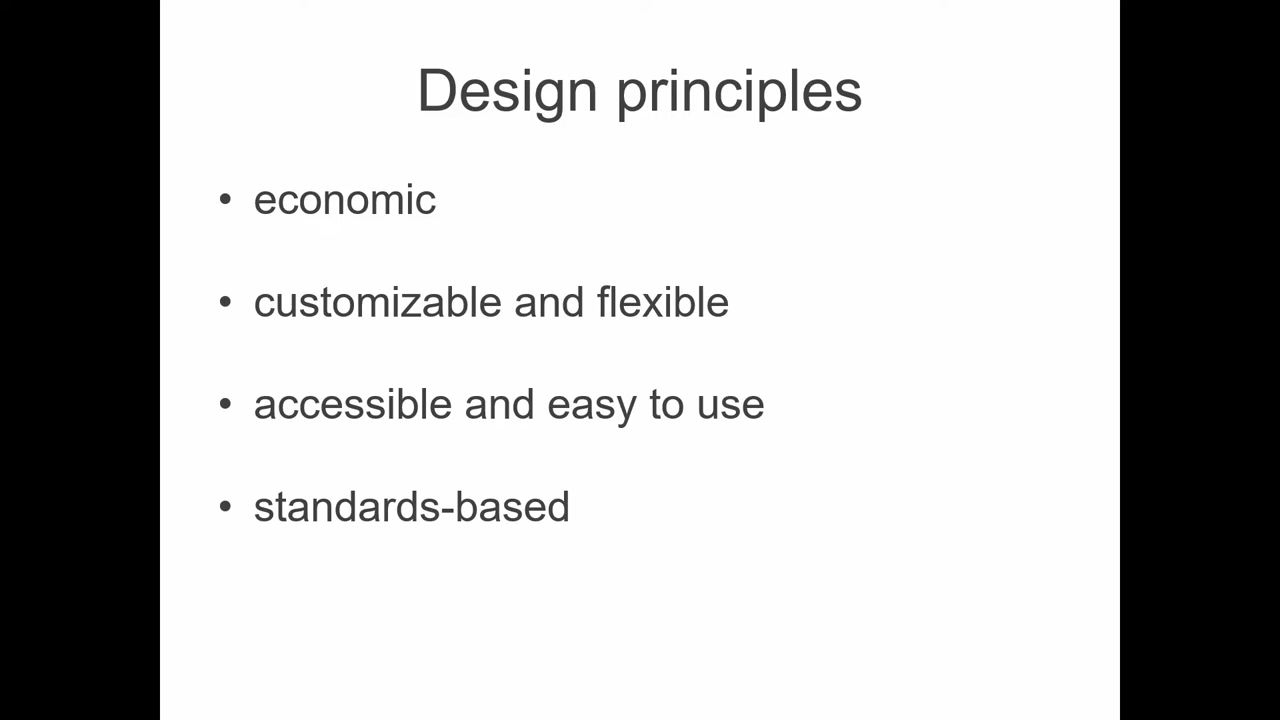 Design principles
• economic
• customizable and flexible
• accessible and easy to use
• standards-based